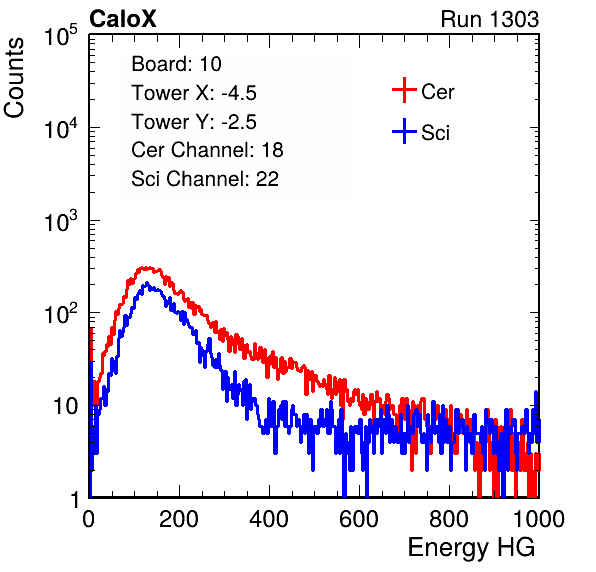 CaloX Run 1303
Counts
10^5
10^4
10^3
10^2
10
1
Board: 10
Tower X: -4.5
Tower Y: -2.5
Cer Channel: 18
Sci Channel: 22
Cer
Sci
0 200 400 600 800 1000
Energy HG